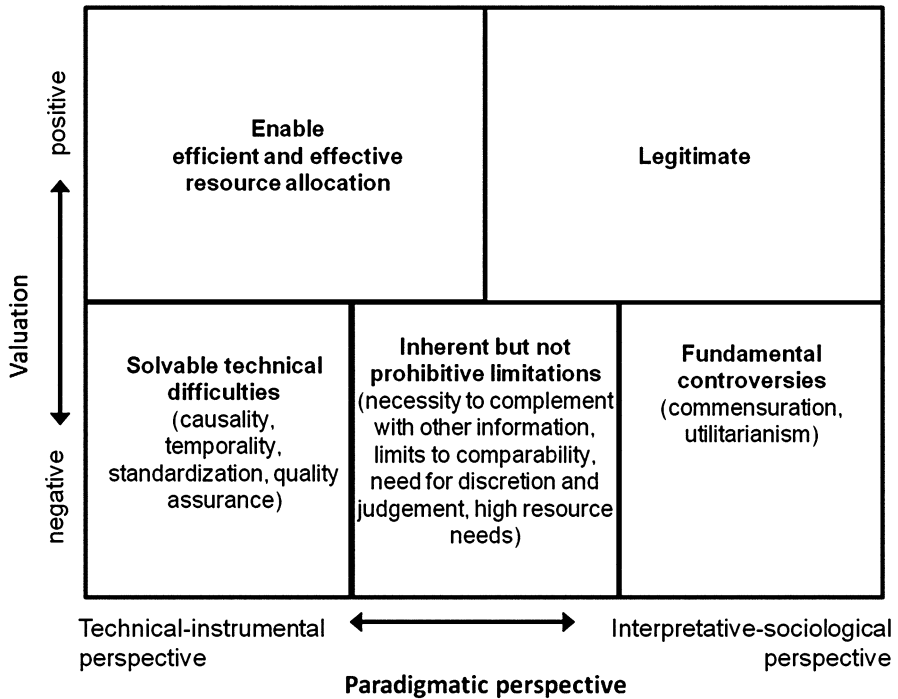 positive
Valuation
negative
Enable
efficient and effective
resource allocation
Legitimate
Solvable technical
difficulties
(causality,
temporality,
standardization, quality
assurance)
Inherent but not
prohibitive limitations
(necessity to complement
with other information,
limits to comparability,
need for discretion and
judgement, high resource
needs)
Fundamental
controversies
(commensuration,
utilitarianism)
Technical-instrumental
perspective
Interpretative-sociological
perspective
Paradigmatic perspective